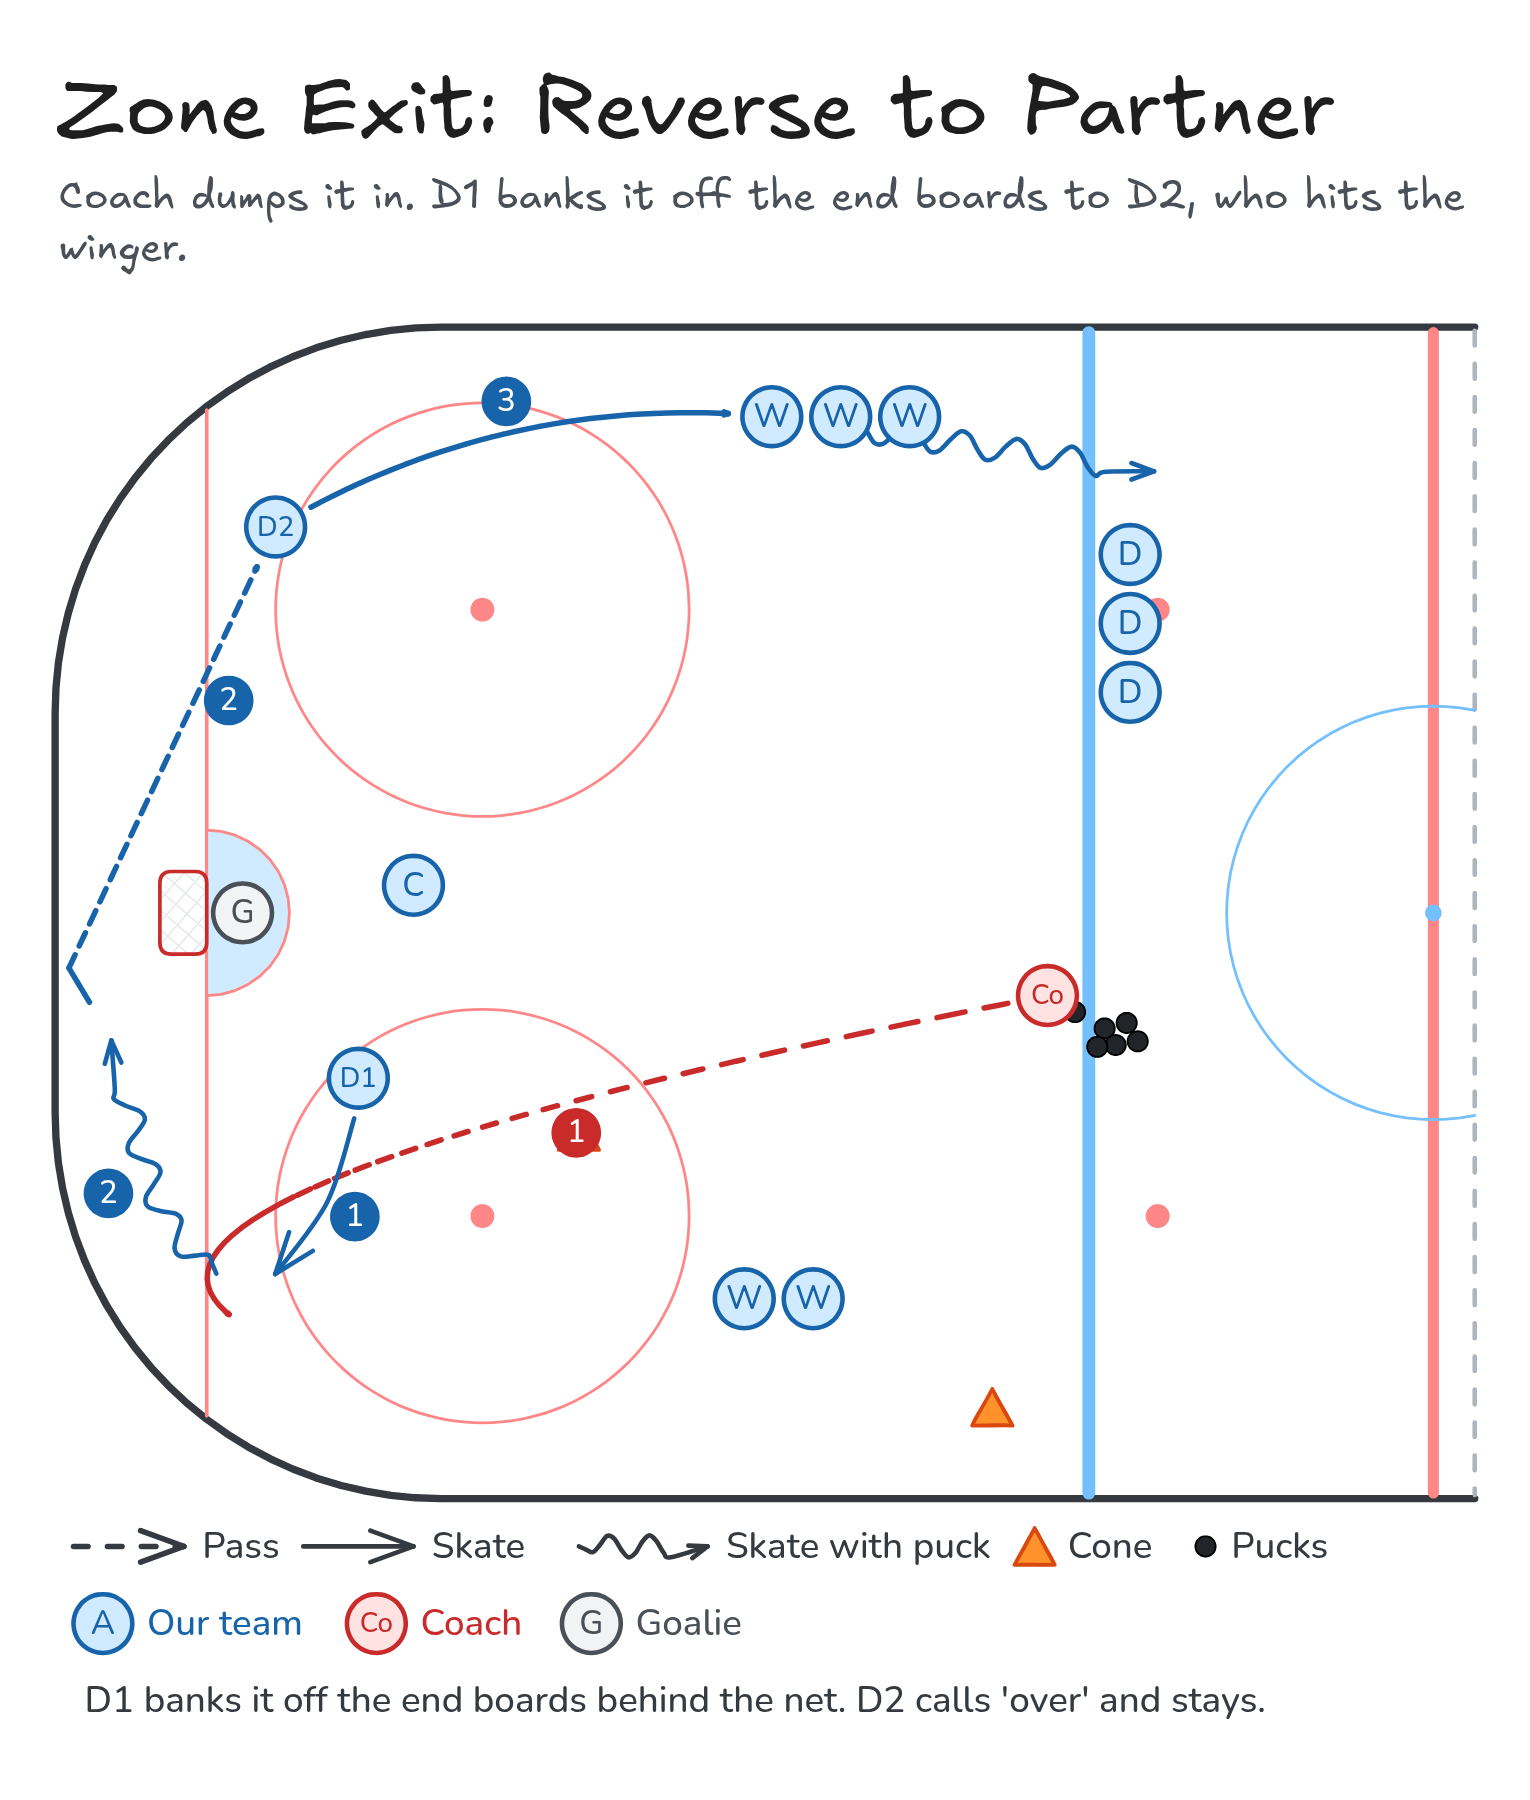 Zone Exit: Reverse to Partner
Coach dumps it in. D1 banks it off the end boards to D2, who hits the
winger.
3
W W W
D2
D
D
2
D
C
G
Co
D1
1
2
1
W W
Pass Skate Skate with puck Cone Pucks
A Our team Co Coach G Goalie
D1 banks it off the end boards behind the net. D2 calls 'over' and stays.